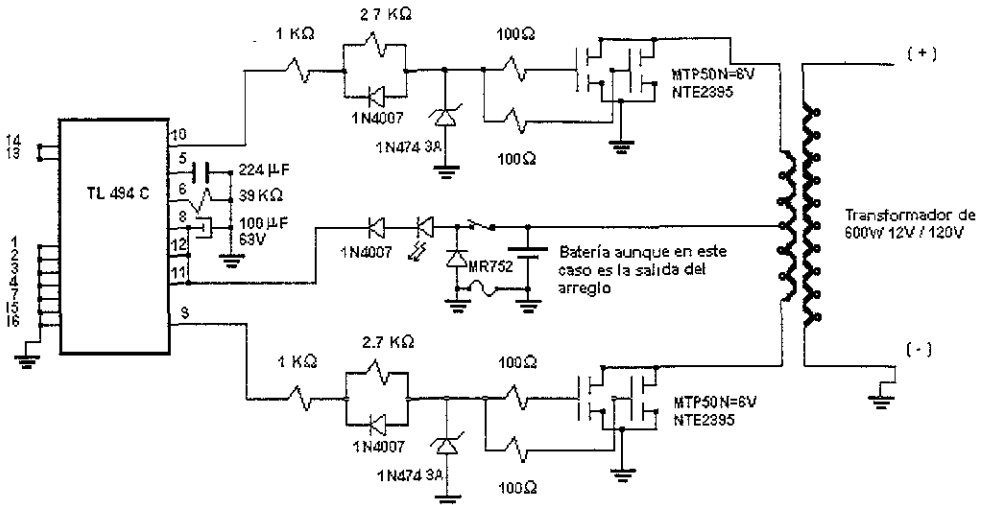 2.7 KΩ
1 KΩ
100Ω
(+)
MTP50N=6V
NTE2395
1N4007
1N474 3A
100Ω
14
13
10
5
224 µF
6
39 KΩ
TL 494 C
8
100 µF
63V
12
11
1
2
3
4
7
15
16
9
1N4007
MR752
Batería aunque en este
caso es la salida del
arreglo
Transformador de
600W 12V / 120V
2.7 KΩ
1 KΩ
100Ω
(-)
MTP50N=6V
NTE2395
1N4007
1N474 3A
100Ω